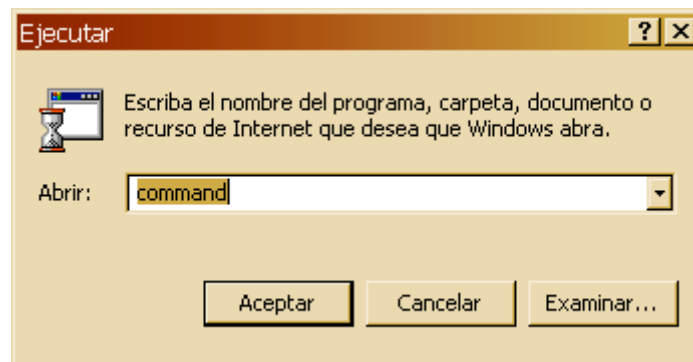 Ejecutar
Escriba el nombre del programa, carpeta, documento o
recurso de Internet que desea que Windows abra.
Abrir: command
Aceptar Cancelar Examinar...